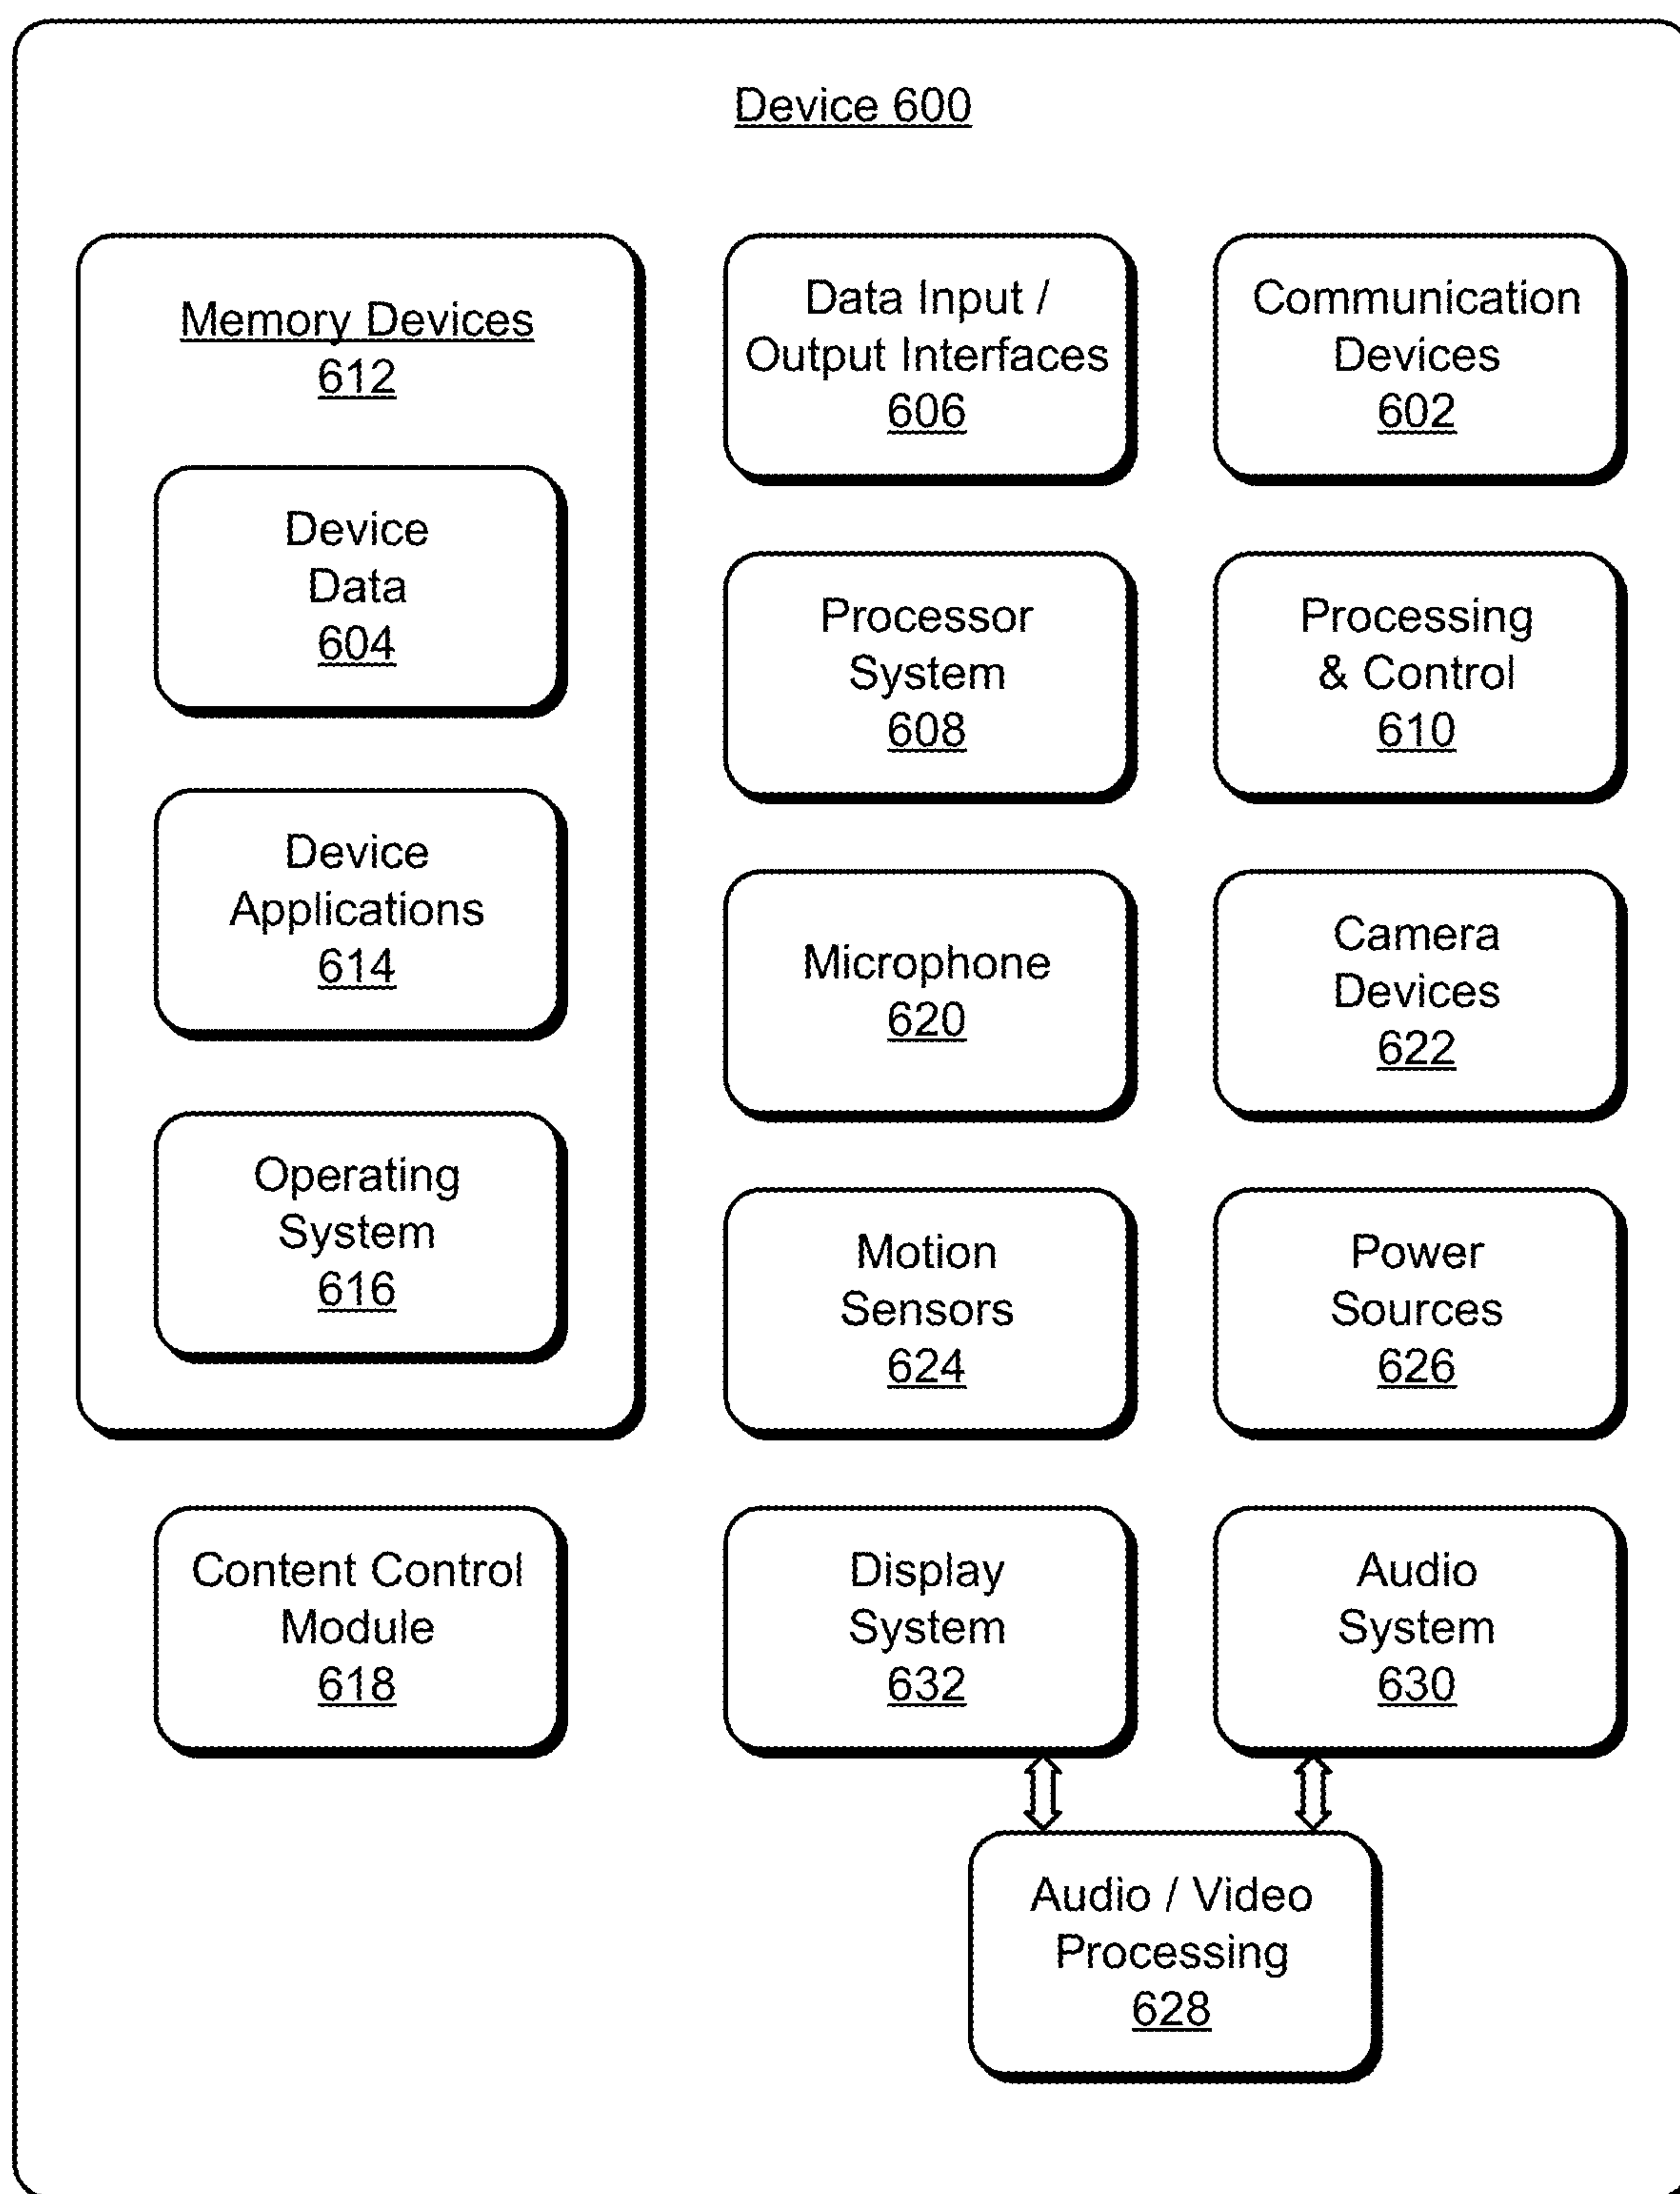 Device 600
Memory Devices
612
Device
Data
604
Device
Applications
614
Operating
System
616
Content Control
Module
618
Data Input /
Output Interfaces
606
Communication
Devices
602
Processor
System
608
Processing
& Control
610
Microphone
620
Camera
Devices
622
Motion
Sensors
624
Power
Sources
626
Display
System
632
Audio
System
630
Audio / Video
Processing
628